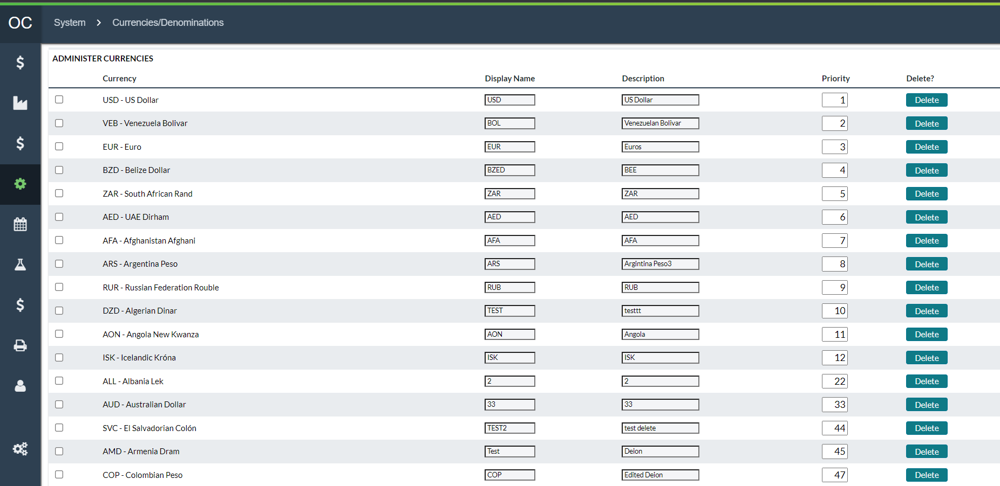 OC System Currencies/Denominations
ADMINISTER CURRENCIES
Currency Display Name Description Priority Delete?
USD - US Dollar USD US Dollar 1 Delete
VEB - Venezuela Bolivar BOL Venezuelan Bolivar 2 Delete
EUR - Euro EUR Euros 3 Delete
BZD - Belize Dollar BZED BEE 4 Delete
ZAR - South African Rand ZAR ZAR 5 Delete
AED - UAE Dirham AED AED 6 Delete
AFA - Afghanistan Afghani AFA AFA 7 Delete
ARS - Argentina Peso ARS Argintina Peso3 8 Delete
RUR - Russian Federation Rouble RUB RUB 9 Delete
DZD - Algerian Dinar TEST testtt 10 Delete
AON - Angola New Kwanza AON Angola 11 Delete
ISK - Icelandic Króna ISK ISK 12 Delete
ALL - Albania Lek 2 2 22 Delete
AUD - Australian Dollar 33 33 33 Delete
SVC - El Salvadorian Colón TEST2 test delete 44 Delete
AMD - Armenia Dram Test Deion 45 Delete
COP - Colombian Peso COP Edited Deion 47 Delete